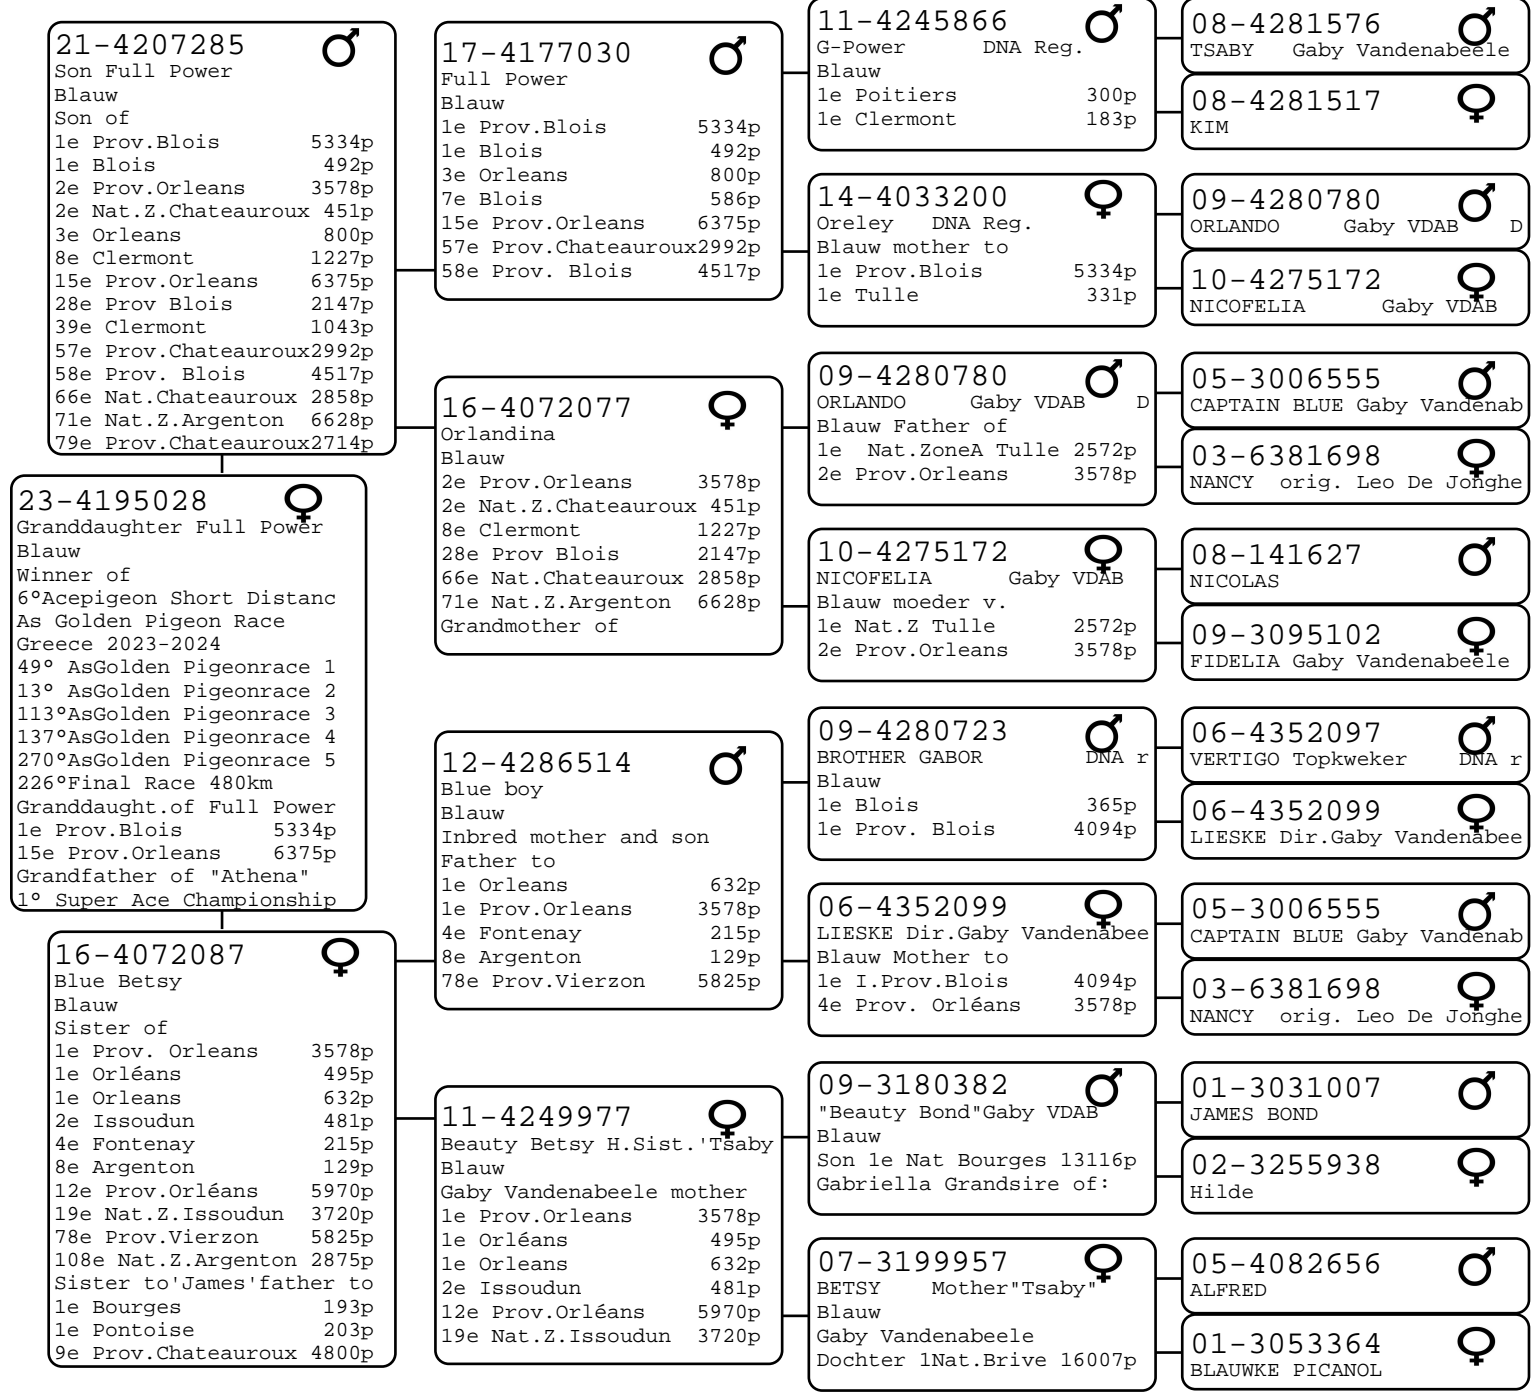 21-4207285
Son Full Power
Blauw
Son of
1e Prov.Blois 5334p
1e Blois 492p
2e Prov.Orleans 3578p
2e Nat.Z.Chateauroux 451p
3e Orleans 800p
8e Clermont 1227p
15e Prov.Orleans 6375p
28e Prov Blois 2147p
39e Clermont 1043p
57e Prov.Chateauroux2992p
58e Prov. Blois 4517p
66e Nat.Chateauroux 2858p
71e Nat.Z.Argenton 6628p
79e Prov.Chateauroux2714p
23-4195028
Granddaughter Full Power
Blauw
Winner of
6°Acepigeon Short Distanc
As Golden Pigeon Race
Greece 2023-2024
49° AsGolden Pigeonrace 1
13° AsGolden Pigeonrace 2
113°AsGolden Pigeonrace 3
137°AsGolden Pigeonrace 4
270°AsGolden Pigeonrace 5
226°Final Race 480km
Granddaught.of Full Power
1e Prov.Blois 5334p
15e Prov.Orleans 6375p
Grandfather of "Athena"
1° Super Ace Championship
16-4072087
Blue Betsy
Blauw
Sister of
1e Prov. Orleans 3578p
1e Orléans 495p
1e Orleans 632p
2e Issoudun 481p
4e Fontenay 215p
8e Argenton 129p
12e Prov.Orléans 5970p
19e Nat.Z.Issoudun 3720p
78e Prov.Vierzon 5825p
108e Nat.Z.Argenton 2875p
Sister to'James'father to
1e Bourges 193p
1e Pontoise 203p
9e Prov.Chateauroux 4800p
17-4177030
Full Power
Blauw
1e Prov.Blois 5334p
1e Blois 492p
3e Orleans 800p
7e Blois 586p
15e Prov.Orleans 6375p
57e Prov.Chateauroux2992p
58e Prov. Blois 4517p
16-4072077
Orlandina
Blauw
2e Prov.Orleans 3578p
2e Nat.Z.Chateauroux 451p
8e Clermont 1227p
28e Prov Blois 2147p
66e Nat.Chateauroux 2858p
71e Nat.Z.Argenton 6628p
Grandmother of
12-4286514
Blue boy
Blauw
Inbred mother and son
Father to
1e Orleans 632p
1e Prov.Orleans 3578p
4e Fontenay 215p
8e Argenton 129p
78e Prov.Vierzon 5825p
11-4249977
Beauty Betsy H.Sist.'Tsaby
Blauw
Gaby Vandenabeele mother
1e Prov.Orleans 3578p
1e Orléans 495p
1e Orleans 632p
2e Issoudun 481p
12e Prov.Orléans 5970p
19e Nat.Z.Issoudun 3720p
11-4245866
G-Power DNA Reg.
Blauw
1e Poitiers 300p
1e Clermont 183p
14-4033200
Oreley DNA Reg.
Blauw mother to
1e Prov.Blois 5334p
1e Tulle 331p
09-4280780
ORLANDO Gaby VDAB D
Blauw Father of
1e Nat.ZoneA Tulle 2572p
2e Prov.Orleans 3578p
10-4275172
NICOFELIA Gaby VDAB
Blauw moeder v.
1e Nat.Z Tulle 2572p
2e Prov.Orleans 3578p
09-4280723
BROTHER GABOR DNA r
Blauw
1e Blois 365p
1e Prov. Blois 4094p
06-4352099
LIESKE Dir.Gaby Vandenabee
Blauw Mother to
1e I.Prov.Blois 4094p
4e Prov. Orléans 3578p
09-3180382
"Beauty Bond"Gaby VDAB
Blauw
Son 1e Nat Bourges 13116p
Gabriella Grandsire of:
07-3199957
BETSY Mother"Tsaby"
Blauw
Gaby Vandenabeele
Dochter 1Nat.Brive 16007p
08-4281576
TSABY Gaby Vandenabeele
08-4281517
KIM
09-4280780
ORLANDO Gaby VDAB D
10-4275172
NICOFELIA Gaby VDAB
05-3006555
CAPTAIN BLUE Gaby Vandenab
03-6381698
NANCY orig. Leo De Jonghe
08-141627
NICOLAS
09-3095102
FIDELIA Gaby Vandenabeele
06-4352097
VERTIGO Topkweker DNA r
06-4352099
LIESKE Dir.Gaby Vandenabee
05-3006555
CAPTAIN BLUE Gaby Vandenab
03-6381698
NANCY orig. Leo De Jonghe
01-3031007
JAMES BOND
02-3255938
Hilde
05-4082656
ALFRED
01-3053364
BLAUWKE PICANOL